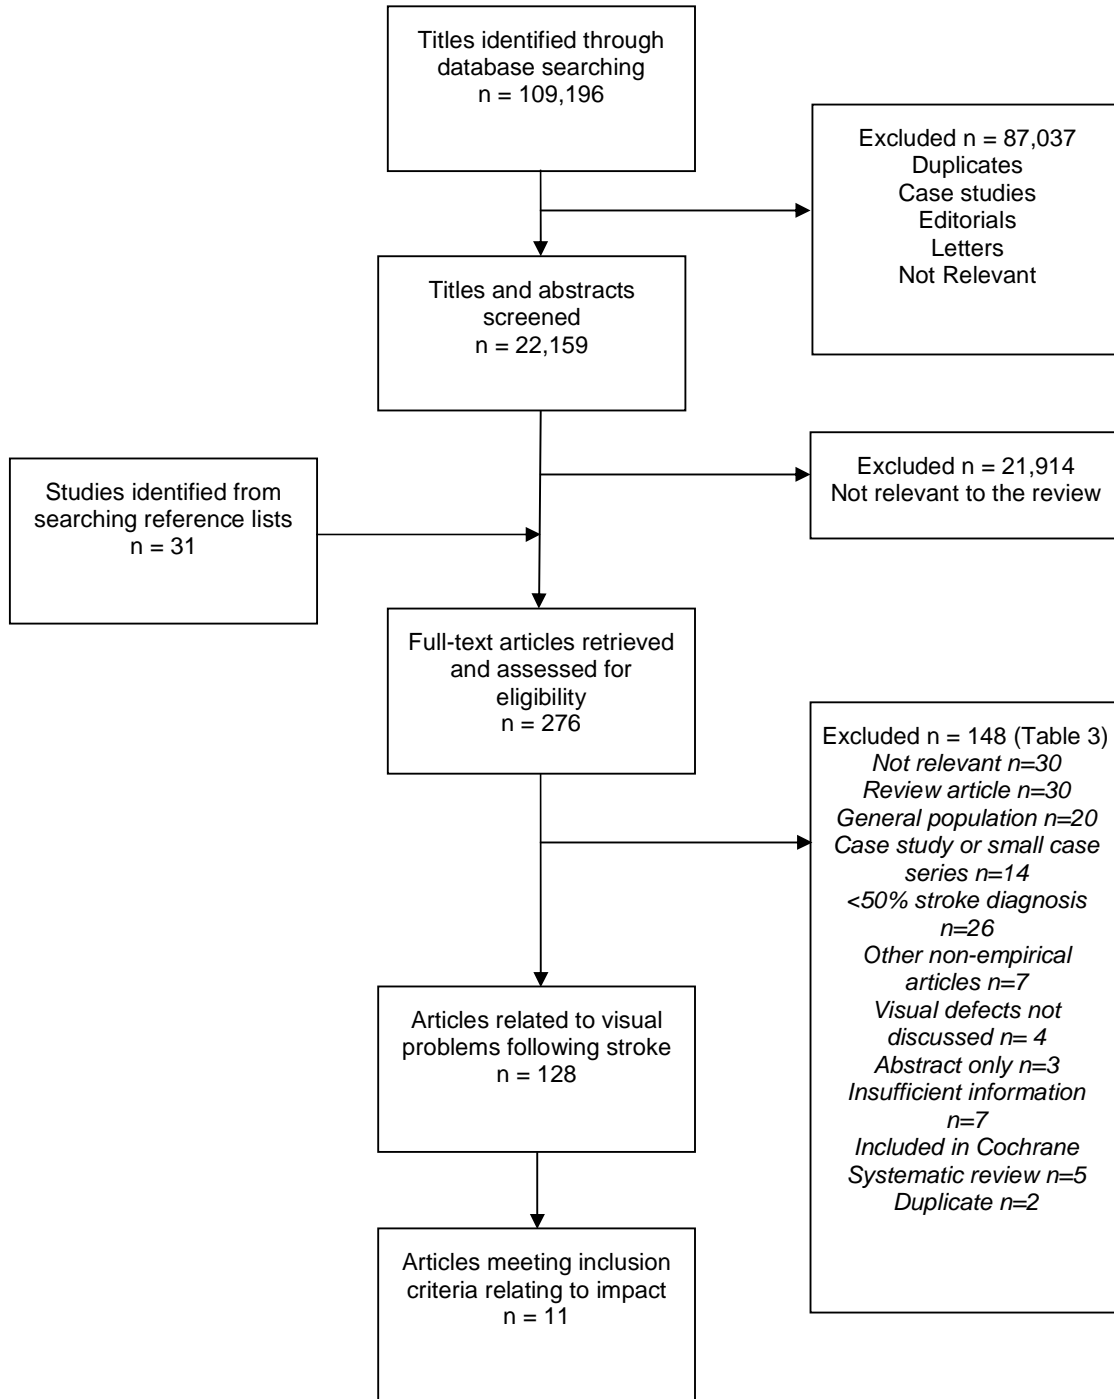 Titles identified through
database searching
n = 109,196
Excluded n = 87,037
Duplicates
Case studies
Editorials
Letters
Not Relevant
Titles and abstracts
screened
n = 22,159
Excluded n = 21,914
Not relevant to the review
Studies identified from
searching reference lists
n = 31
Full-text articles retrieved
and assessed for
eligibility
n = 276
Excluded n = 148 (Table 3)
Not relevant n=30
Review article n=30
General population n=20
Case study or small case
series n=14
<50% stroke diagnosis
n=26
Other non-empirical
articles n=7
Visual defects not
discussed n= 4
Abstract only n=3
Insufficient information
n=7
Included in Cochrane
Systematic review n=5
Duplicate n=2
Articles related to visual
problems following stroke
n = 128
Articles meeting inclusion
criteria relating to impact
n = 11